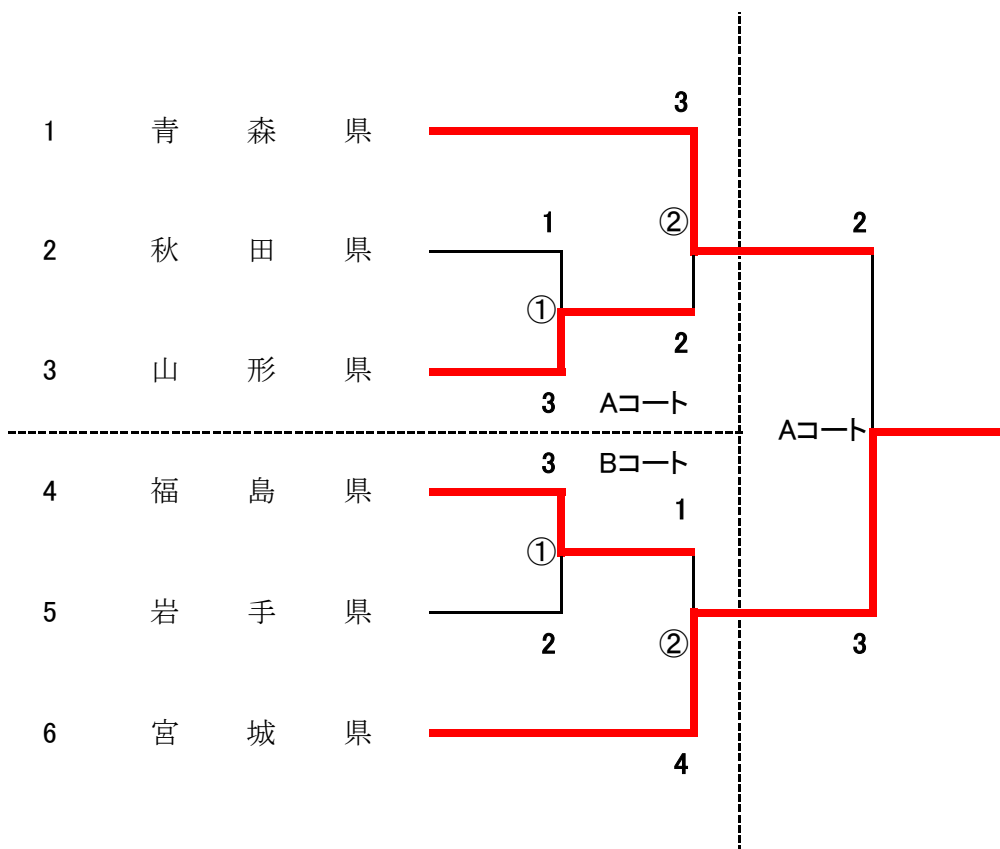 3
1 青森県
1 ② 2
2 秋田県
①
2
3 山形県
3 Aコート
Aコート
3 Bコート
4 福島県
1
①
5 岩手県
2 ② 3
6 宮城県
4